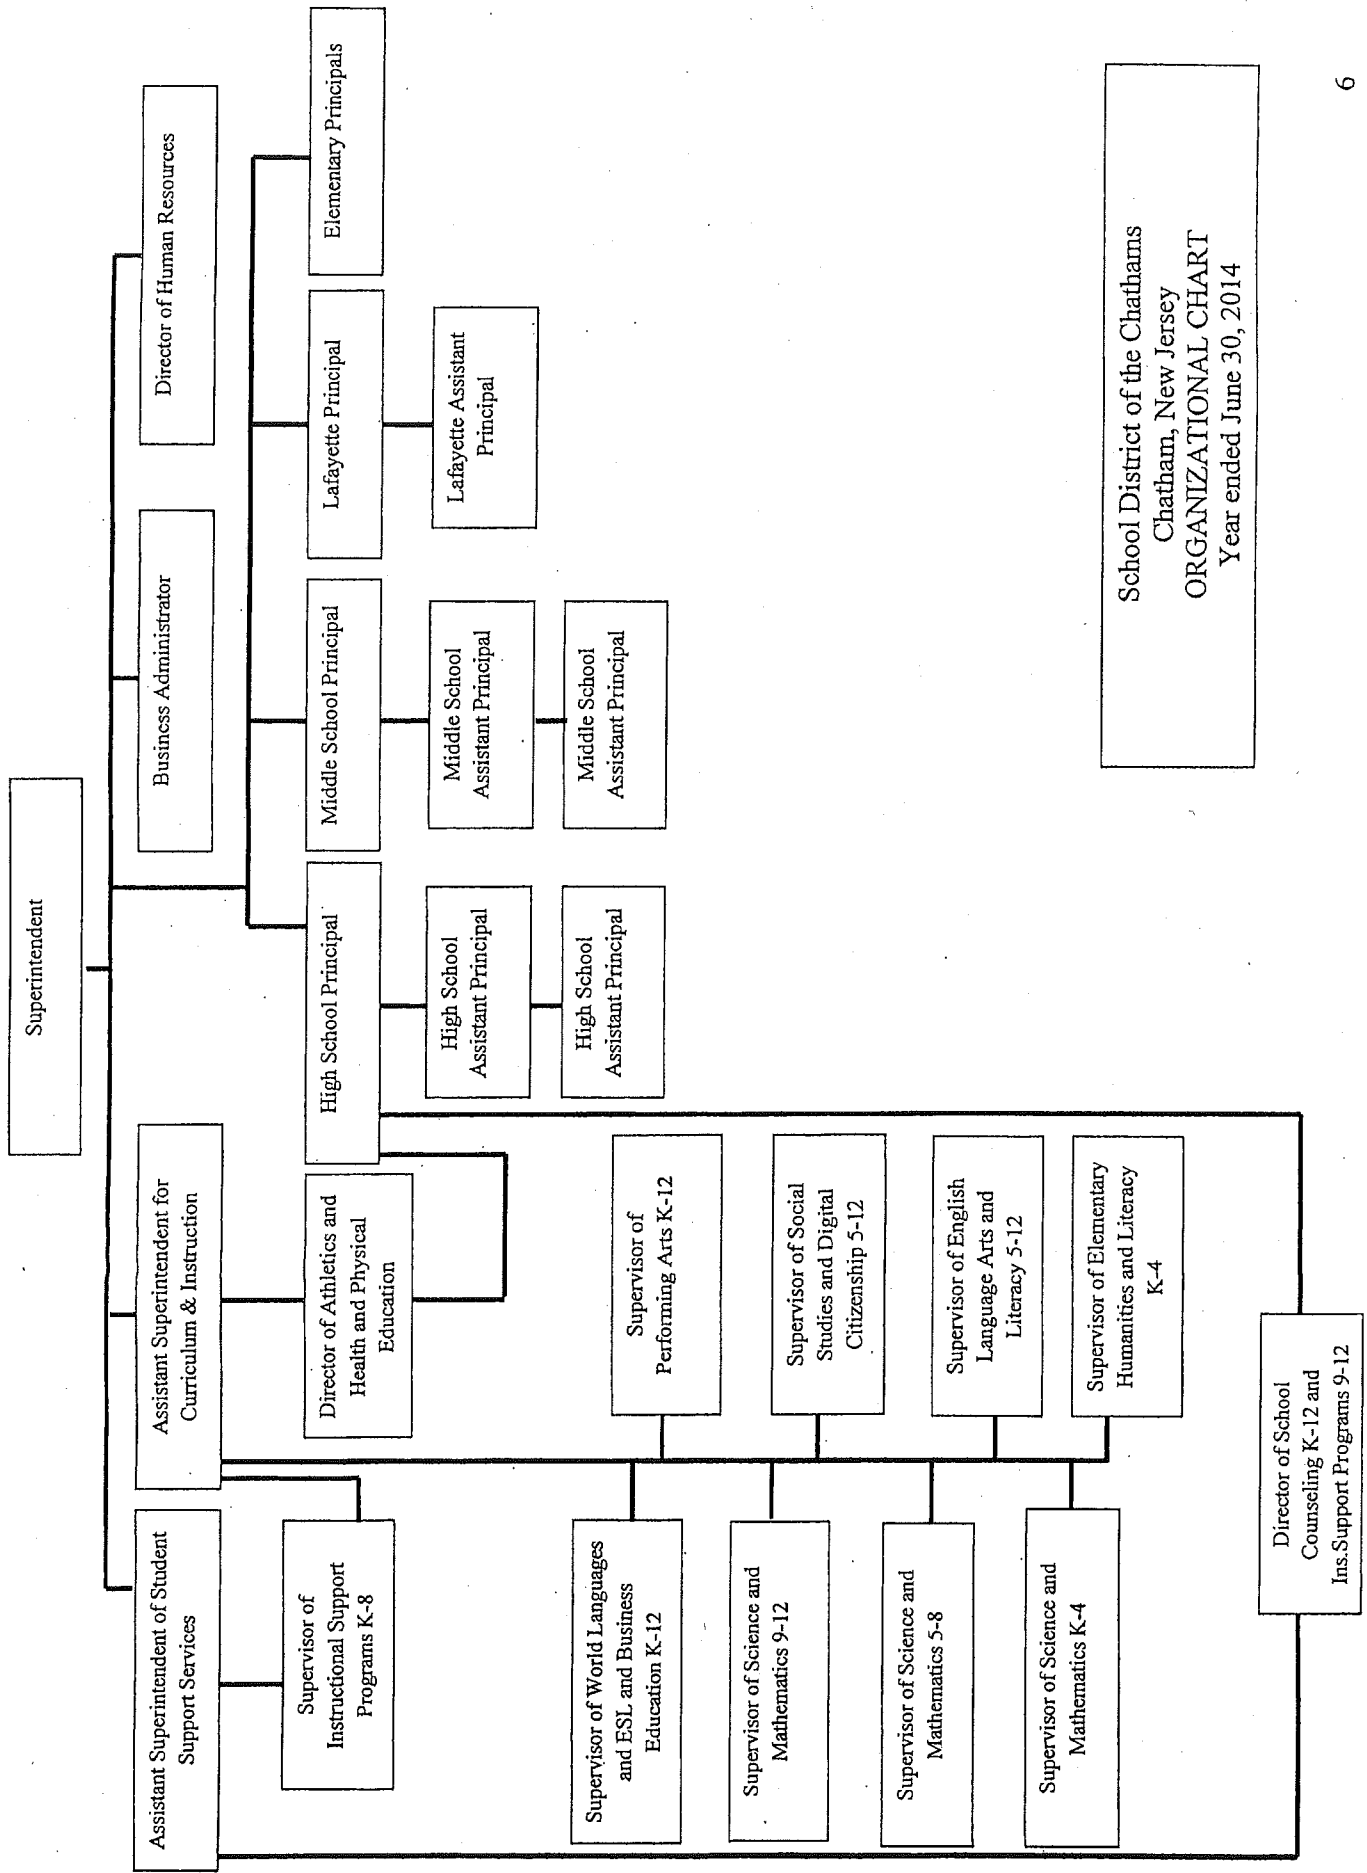 Superintendent
Assistant Superintendent of Student
Support Services
Assistant Superintendent for
Curriculum & Instruction
Business Administrator
Director of Human Resources
Supervisor of
Instructional Support
Programs K-8
Director of Athletics and
Health and Physical
Education
High School Principal
Middle School Principal
Lafayette Principal
Elementary Principals
High School
Assistant Principal
Middle School
Assistant Principal
Lafayette Assistant
Principal
High School
Assistant Principal
Middle School
Assistant Principal
Supervisor of World Languages
and ESL and Business
Education K-12
Supervisor of
Performing Arts K-12
Supervisor of Science and
Mathematics 9-12
Supervisor of Social
Studies and Digital
Citizenship 5-12
Supervisor of Science and
Mathematics 5-8
Supervisor of English
Language Arts and
Literacy 5-12
Supervisor of Science and
Mathematics K-4
Supervisor of Elementary
Humanities and Literacy
K-4
Director of School
Counseling K-12 and
Ins.Support Programs 9-12
School District of the Chathams
Chatham, New Jersey
ORGANIZATIONAL CHART
Year ended June 30, 2014
6